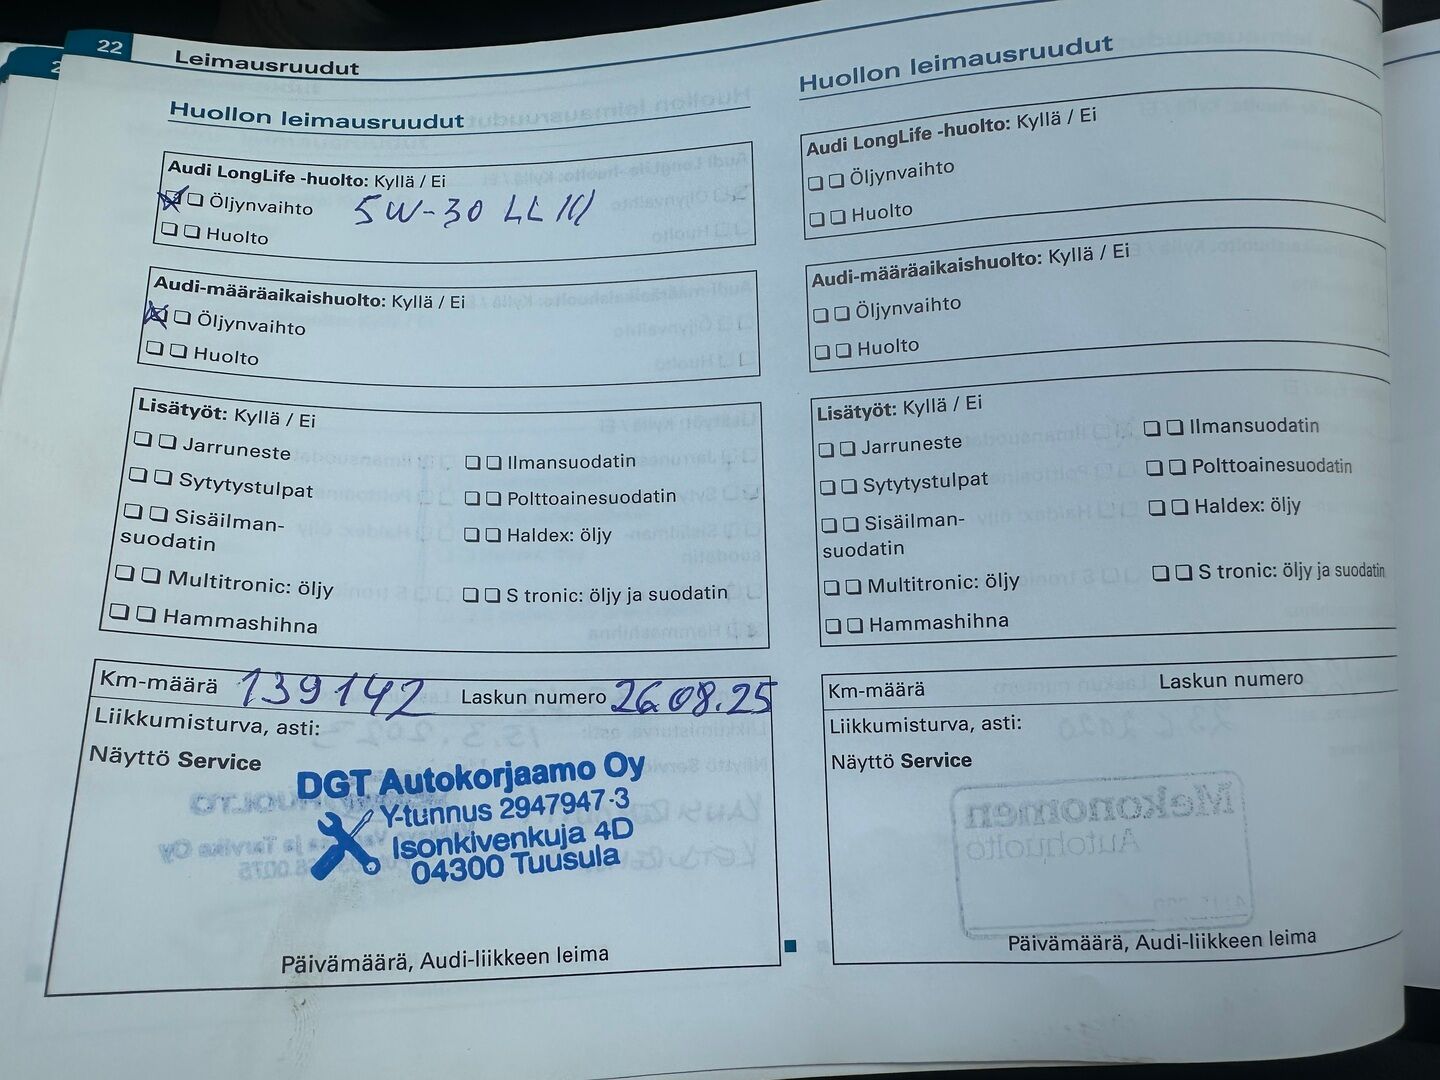 22
Leimausruudut
Huollon leimausruudut
Audi LongLife -huolto: Kyllä / Ei
Öljynvaihto 5W-30 LL III
Huolto
Audi-määräaikaishuolto: Kyllä / Ei
Öljynvaihto
Huolto
Lisätyöt: Kyllä / Ei
Jarruneste
Sytytystulpat
Sisäilman-
suodatin
Multitronic: öljy
Hammashihna
Ilmansuodatin
Polttoainesuodatin
Haldex: öljy
S tronic: öljy ja suodatin
Km-määrä 139142 Laskun numero 26.08.25
Liikkumisturva, asti:
Näyttö Service
DGT Autokorjaamo Oy
Y-tunnus 2947947-3
Isonkivenkuja 4D
04300 Tuusula
Päivämäärä, Audi-liikkeen leima
Huollon leimausruudut
Audi LongLife -huolto: Kyllä / Ei
Öljynvaihto
Huolto
Audi-määräaikaishuolto: Kyllä / Ei
Öljynvaihto
Huolto
Lisätyöt: Kyllä / Ei
Jarruneste
Sytytystulpat
Sisäilman-
suodatin
Multitronic: öljy
Hammashihna
Ilmansuodatin
Polttoainesuodatin
Haldex: öljy
S tronic: öljy ja suodatin
Km-määrä Laskun numero
Liikkumisturva, asti:
Näyttö Service
Mekonomen
Autohuolto
Päivämäärä, Audi-liikkeen leima